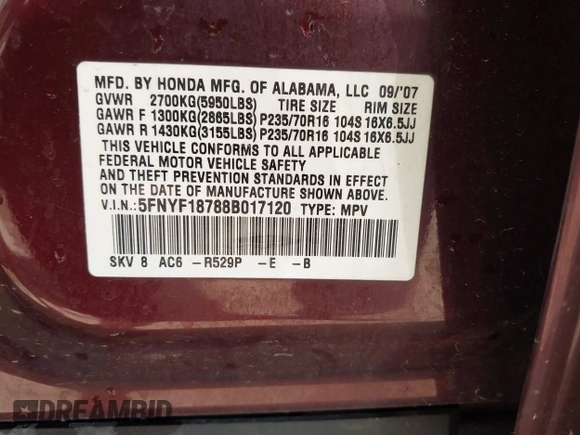 MFD. BY HONDA MFG. OF ALABAMA, LLC 09/'07
GVWR 2700KG(5950LBS) TIRE SIZE RIM SIZE
GAWR F 1300KG(2865LBS) P235/70R16 104S 16X6.5JJ
GAWR R 1430KG(3155LBS) P235/70R16 104S 16X6.5JJ
THIS VEHICLE CONFORMS TO ALL APPLICABLE
FEDERAL MOTOR VEHICLE SAFETY
AND THEFT PREVENTION STANDARDS IN EFFECT
ON THE DATE OF MANUFACTURE SHOWN ABOVE.
V.I.N.: 5FNYF18788B017120 TYPE: MPV
SKV 8 AC6 -R529P -E -B
DREAMBID